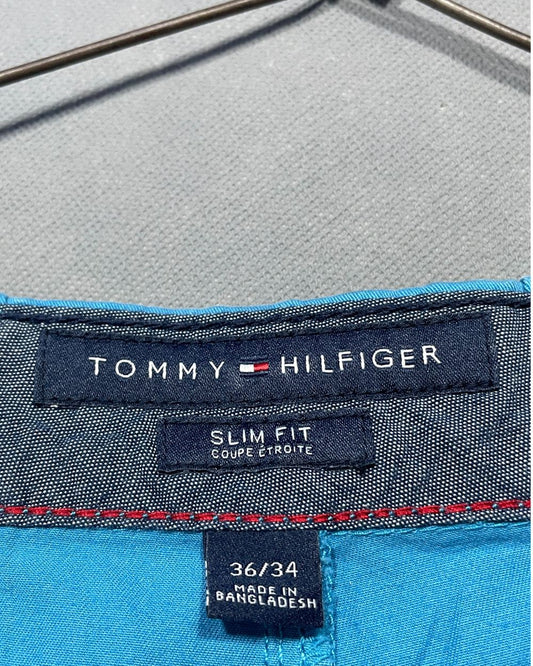 TOMMY HILFIGER
SLIM FIT
COUPE ÉTROITE
36/34
MADE IN
BANGLADESH